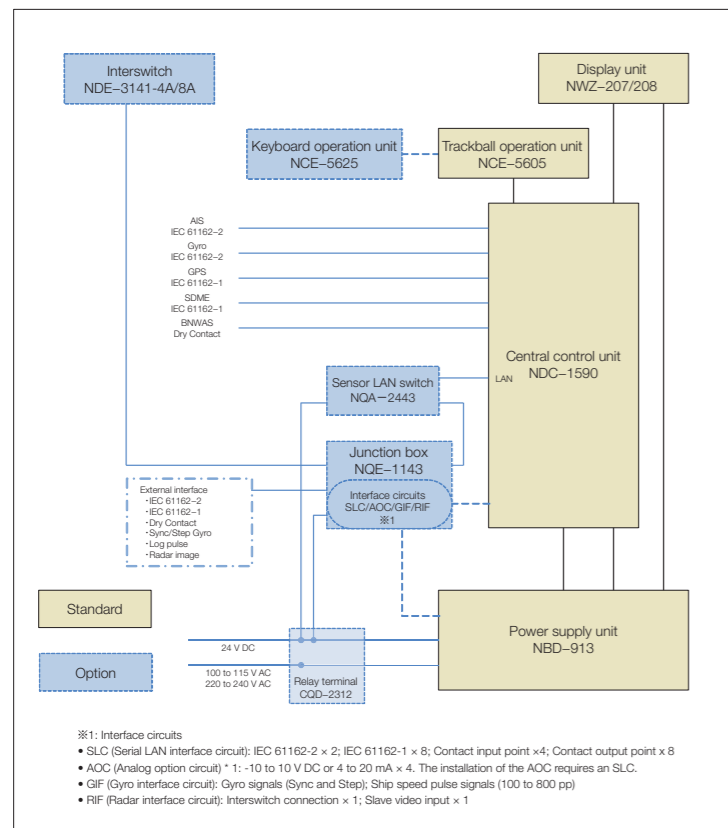 Interswitch
NDE-3141-4A/8A
Display unit
NWZ-207/208
Keyboard operation unit
NCE-5625
Trackball operation unit
NCE-5605
AIS
IEC 61162-2
Gyro
IEC 61162-2
GPS
IEC 61162-1
SDME
IEC 61162-1
BNWAS
Dry Contact
Central control unit
NDC-1590
LAN
Sensor LAN switch
NQA-2443
Junction box
NQE-1143
Interface circuits
SLC/AOC/GIF/RIF
※1
External interface
・IEC 61162-2
・IEC 61162-1
・Dry Contact
・Sync/Step Gyro
・Log pulse
・Radar image
Standard
Option
24 V DC
100 to 115 V AC
220 to 240 V AC
Relay terminal
CQD-2312
Power supply unit
NBD-913
※1: Interface circuits
• SLC (Serial LAN interface circuit): IEC 61162-2 × 2; IEC 61162-1 × 8; Contact input point ×4; Contact output point x 8
• AOC (Analog option circuit) * 1: -10 to 10 V DC or 4 to 20 mA × 4. The installation of the AOC requires an SLC.
• GIF (Gyro interface circuit): Gyro signals (Sync and Step); Ship speed pulse signals (100 to 800 pp)
• RIF (Radar interface circuit): Interswitch connection × 1; Slave video input × 1